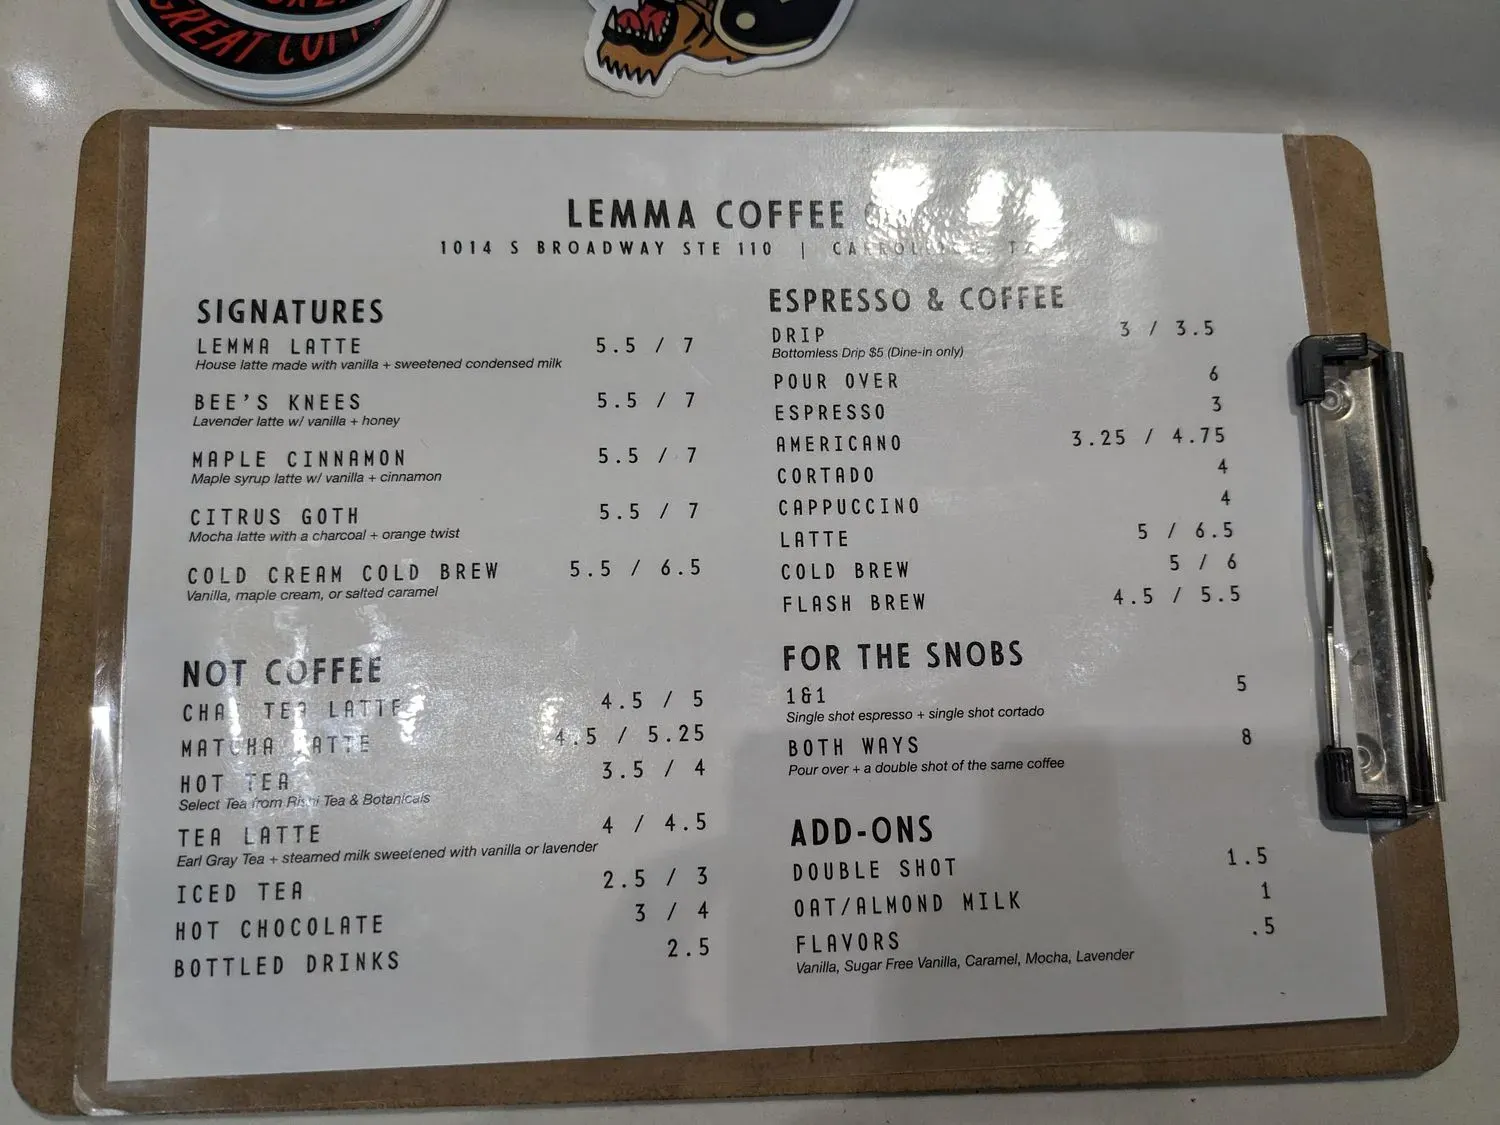 GREAT
LEMMA COFFEE
1014 S BROADWAY STE 110 |
SIGNATURES
LEMMA LATTE 5.5 / 7
House latte made with vanilla + sweetened condensed milk
BEE'S KNEES 5.5 / 7
Lavender latte w/ vanilla + honey
MAPLE CINNAMON 5.5 / 7
Maple syrup latte w/ vanilla + cinnamon
CITRUS GOTH 5.5 / 7
Mocha latte with a charcoal + orange twist
COLD CREAM COLD BREW 5.5 / 6.5
Vanilla, maple cream, or salted caramel
NOT COFFEE
CHAI TEA LATTE 4.5 / 5
MATCHA LATTE 4.5 / 5.25
HOT TEA 3.5 / 4
Select Tea from Rishi Tea & Botanicals
TEA LATTE 4 / 4.5
Earl Gray Tea + steamed milk sweetened with vanilla or lavender
ICED TEA 2.5 / 3
HOT CHOCOLATE 3 / 4
BOTTLED DRINKS 2.5
ESPRESSO & COFFEE
DRIP 3 / 3.5
Bottomless Drip $5 (Dine-in only)
POUR OVER 6
ESPRESSO 3
AMERICANO 3.25 / 4.75
CORTADO 4
CAPPUCCINO 4
LATTE 5 / 6.5
COLD BREW 5 / 6
FLASH BREW 4.5 / 5.5
FOR THE SNOBS
1&1 5
Single shot espresso + single shot cortado
BOTH WAYS 8
Pour over + a double shot of the same coffee
ADD-ONS
DOUBLE SHOT 1.5
OAT/ALMOND MILK 1
FLAVORS .5
Vanilla, Sugar Free Vanilla, Caramel, Mocha, Lavender